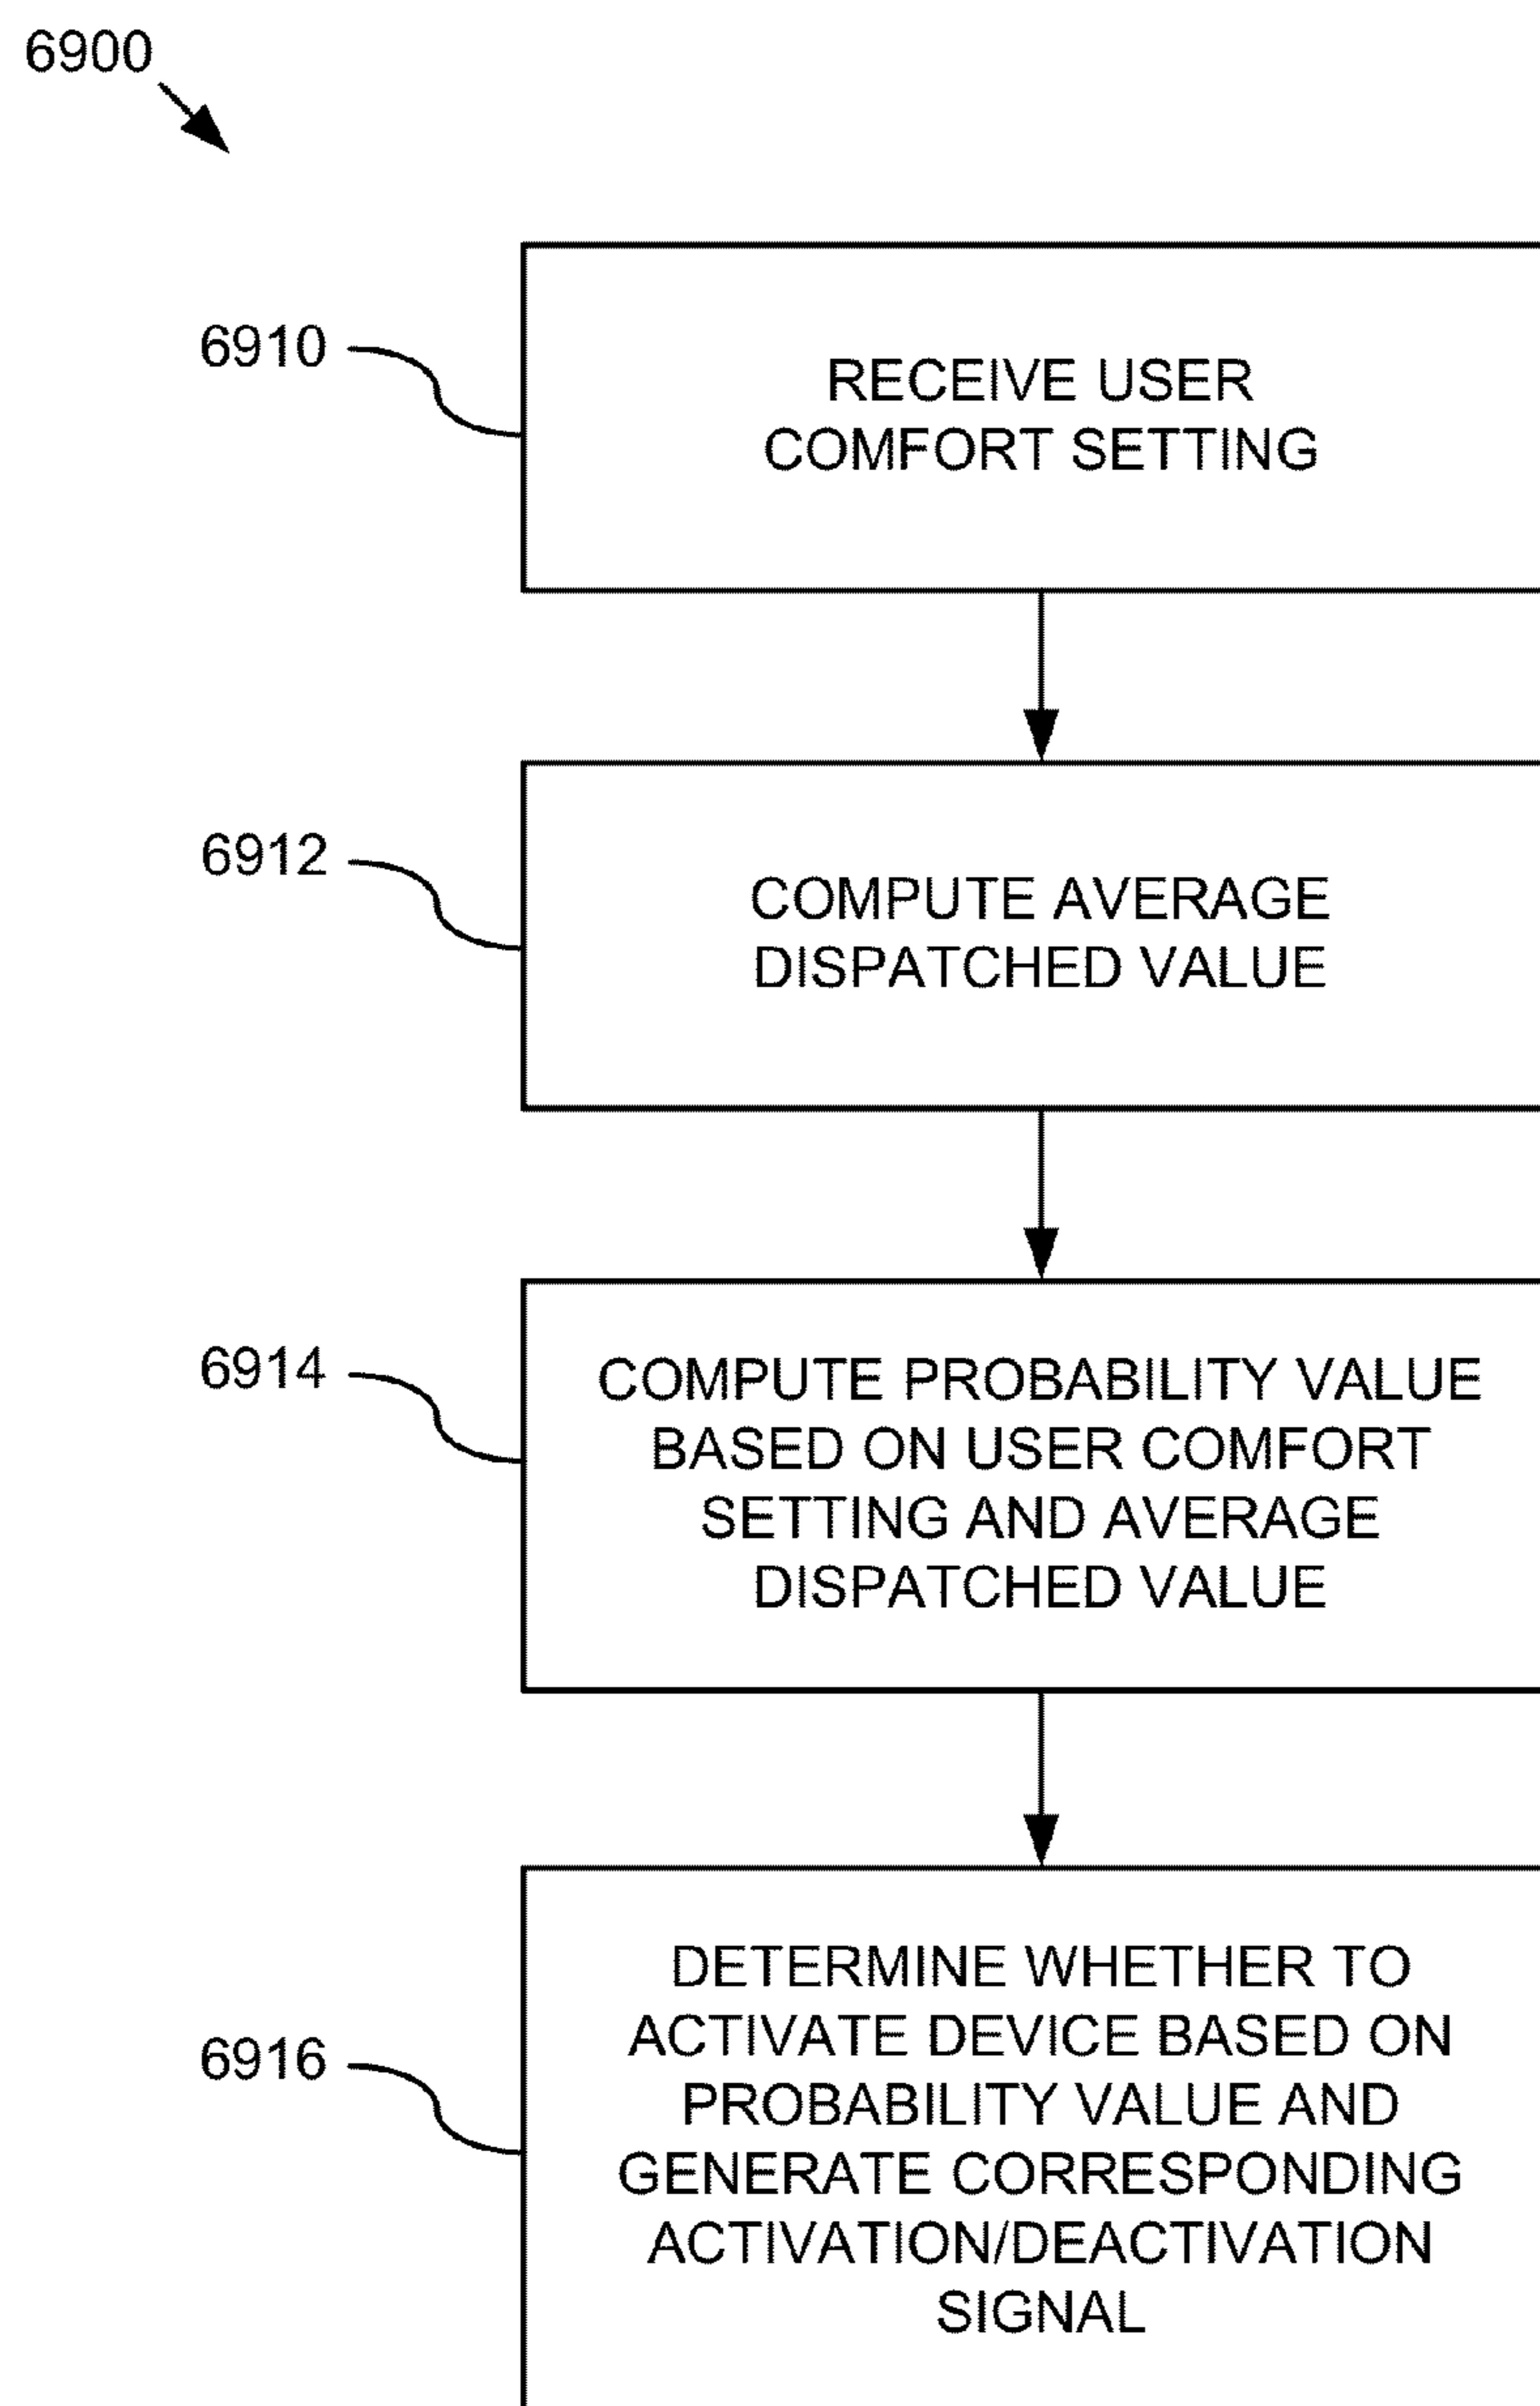 6900
6910
RECEIVE USER
COMFORT SETTING
6912
COMPUTE AVERAGE
DISPATCHED VALUE
6914
COMPUTE PROBABILITY VALUE
BASED ON USER COMFORT
SETTING AND AVERAGE
DISPATCHED VALUE
6916
DETERMINE WHETHER TO
ACTIVATE DEVICE BASED ON
PROBABILITY VALUE AND
GENERATE CORRESPONDING
ACTIVATION/DEACTIVATION
SIGNAL